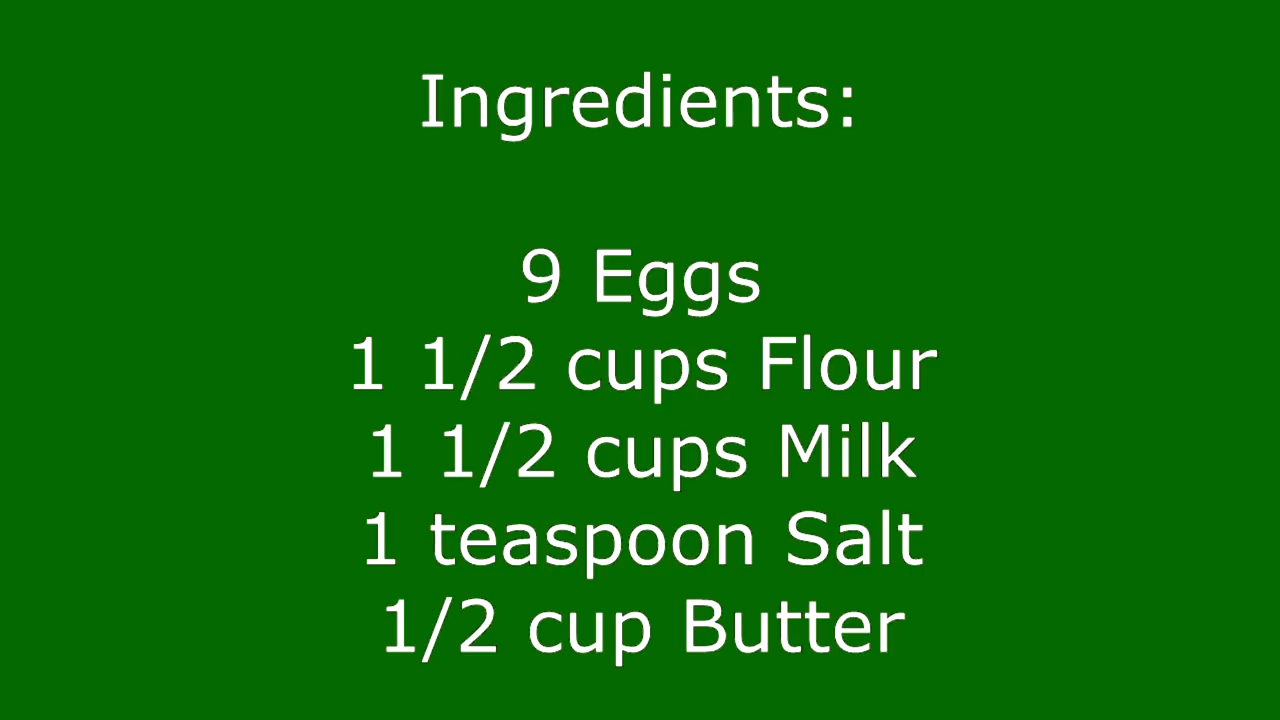 Ingredients:
9 Eggs
1 1/2 cups Flour
1 1/2 cups Milk
1 teaspoon Salt
1/2 cup Butter